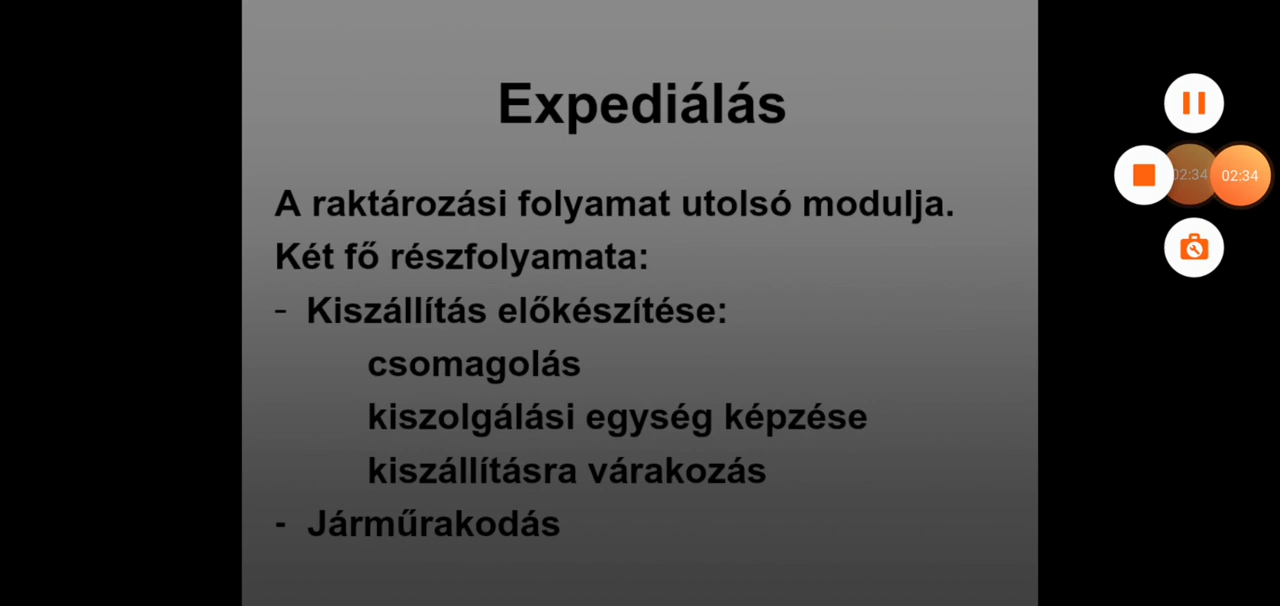 Expediálás
A raktározási folyamat utolsó modulja.
Két fő részfolyamata:
- Kiszállítás előkészítése:
csomagolás
kiszolgálási egység képzése
kiszállításra várakozás
- Járműrakodás
02:34
02:34